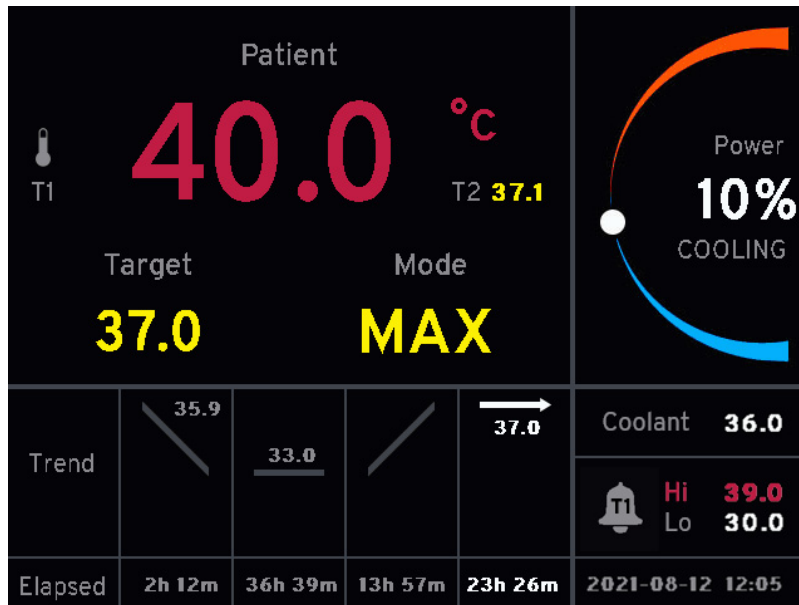 Patient
40.0 °C
T1
T2 37.1
Target
Mode
37.0
MAX
Power
10%
COOLING
Trend
35.9
33.0
37.0
Elapsed
2h 12m
36h 39m
13h 57m
23h 26m
Coolant 36.0
T1
Hi 39.0
Lo 30.0
2021-08-12 12:05